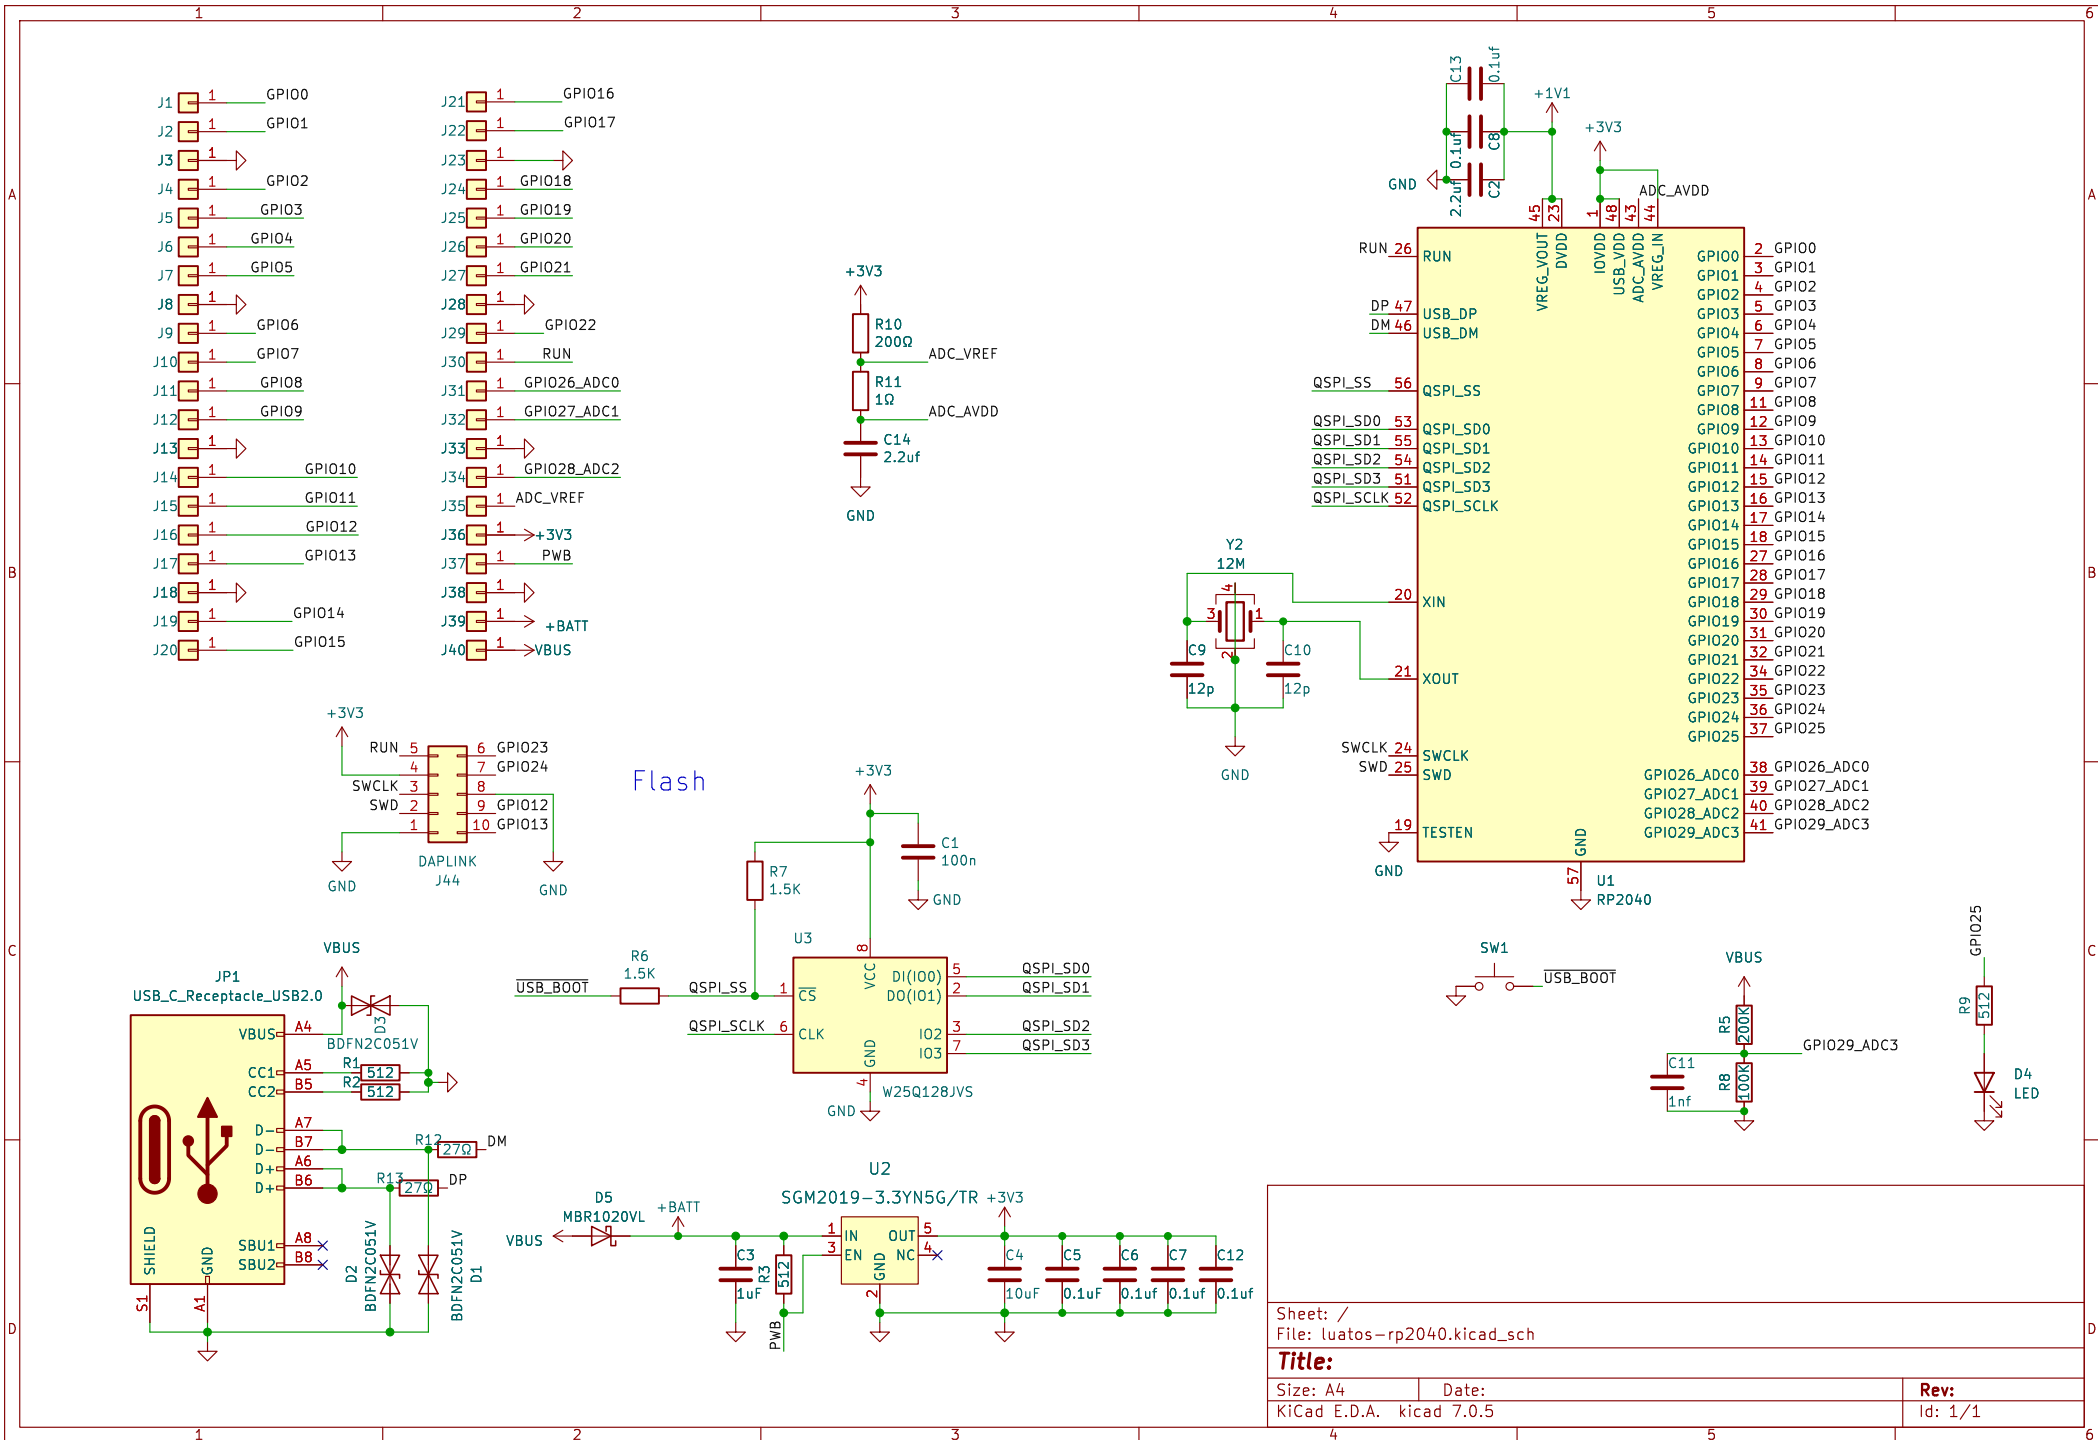 1 2 3 4 5 6
A
B
C
D
J1 1 GPIO0
J2 1 GPIO1
J3 1
J4 1 GPIO2
J5 1 GPIO3
J6 1 GPIO4
J7 1 GPIO5
J8 1
J9 1 GPIO6
J10 1 GPIO7
J11 1 GPIO8
J12 1 GPIO9
J13 1
J14 1 GPIO10
J15 1 GPIO11
J16 1 GPIO12
J17 1 GPIO13
J18 1
J19 1 GPIO14
J20 1 GPIO15
J21 1 GPIO16
J22 1 GPIO17
J23 1
J24 1 GPIO18
J25 1 GPIO19
J26 1 GPIO20
J27 1 GPIO21
J28 1
J29 1 GPIO22
J30 1 RUN
J31 1 GPIO26_ADC0
J32 1 GPIO27_ADC1
J33 1
J34 1 GPIO28_ADC2
J35 1 ADC_VREF
J36 1 +3V3
J37 1 PWB
J38 1
J39 1 +BATT
J40 1 VBUS
+3V3
R10
200Ω
ADC_VREF
R11
1Ω
ADC_AVDD
C14
2.2uf
GND
C13 0.1uf
0.1uf C8
2.2uf C2
GND
+1V1
+3V3
ADC_AVDD
45 23 1 48 43 44
VREG_VOUT
DVDD
IOVDD
USB_VDD
ADC_AVDD
VREG_IN
RUN 26 RUN
DP 47 USB_DP
DM 46 USB_DM
QSPI_SS 56 QSPI_SS
QSPI_SD0 53 QSPI_SD0
QSPI_SD1 55 QSPI_SD1
QSPI_SD2 54 QSPI_SD2
QSPI_SD3 51 QSPI_SD3
QSPI_SCLK 52 QSPI_SCLK
20 XIN
21 XOUT
SWCLK 24 SWCLK
SWD 25 SWD
19 TESTEN
GND
GPIO0 2 GPIO0
GPIO1 3 GPIO1
GPIO2 4 GPIO2
GPIO3 5 GPIO3
GPIO4 6 GPIO4
GPIO5 7 GPIO5
GPIO6 8 GPIO6
GPIO7 9 GPIO7
GPIO8 11 GPIO8
GPIO9 12 GPIO9
GPIO10 13 GPIO10
GPIO11 14 GPIO11
GPIO12 15 GPIO12
GPIO13 16 GPIO13
GPIO14 17 GPIO14
GPIO15 18 GPIO15
GPIO16 27 GPIO16
GPIO17 28 GPIO17
GPIO18 29 GPIO18
GPIO19 30 GPIO19
GPIO20 31 GPIO20
GPIO21 32 GPIO21
GPIO22 34 GPIO22
GPIO23 35 GPIO23
GPIO24 36 GPIO24
GPIO25 37 GPIO25
GPIO26_ADC0 38 GPIO26_ADC0
GPIO27_ADC1 39 GPIO27_ADC1
GPIO28_ADC2 40 GPIO28_ADC2
GPIO29_ADC3 41 GPIO29_ADC3
GND
57
U1
RP2040
Y2
12M
4
3 1
2
C9
12p
C10
12p
GND
+3V3
RUN 5 6 GPIO23
4 7 GPIO24
SWCLK 3 8
SWD 2 9 GPIO12
1 10 GPIO13
DAPLINK
J44
GND
GND
Flash
+3V3
C1
100n
GND
R7
1.5K
R6
1.5K
USB_BOOT
QSPI_SS
QSPI_SCLK
U3
8
VCC
1 CS
6 CLK
DI(IO0) 5 QSPI_SD0
DO(IO1) 2 QSPI_SD1
IO2 3 QSPI_SD2
IO3 7 QSPI_SD3
GND
4
W25Q128JVS
GND
VBUS
JP1
USB_C_Receptacle_USB2.0
D3
BDFN2C051V
VBUS A4
CC1 A5 R1 512
CC2 B5 R2 512
D- A7
D- B7 R12 27Ω DM
D+ A6
D+ B6 R13 27Ω DP
SBU1 A8
SBU2 B8
SHIELD
GND
S1
A1
D2
BDFN2C051V
BDFN2C051V
D1
VBUS
D5
MBR1020VL
+BATT
C3
1uF
R3
512
PWB
U2
SGM2019-3.3YN5G/TR
1 IN
3 EN
OUT 5
NC 4
GND
2
+3V3
C4
10uF
C5
0.1uF
C6
0.1uf
C7
0.1uf
C12
0.1uf
SW1
USB_BOOT
VBUS
R5
200K
R8
100K
C11
1nf
GPIO29_ADC3
GPIO25
R9
512
D4
LED
Sheet: /
File: luatos-rp2040.kicad_sch
Title:
Size: A4 Date: Rev:
KiCad E.D.A. kicad 7.0.5 Id: 1/1
A
B
C
D
1 2 3 4 5 6